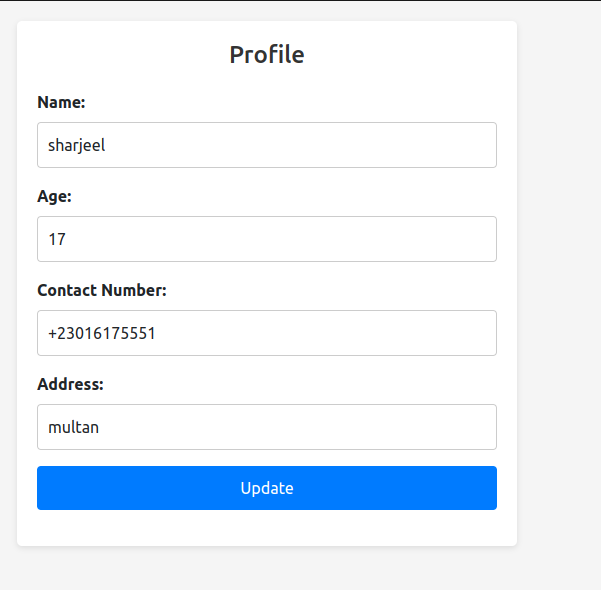 Profile
Name:
sharjeel
Age:
17
Contact Number:
+23016175551
Address:
multan
Update